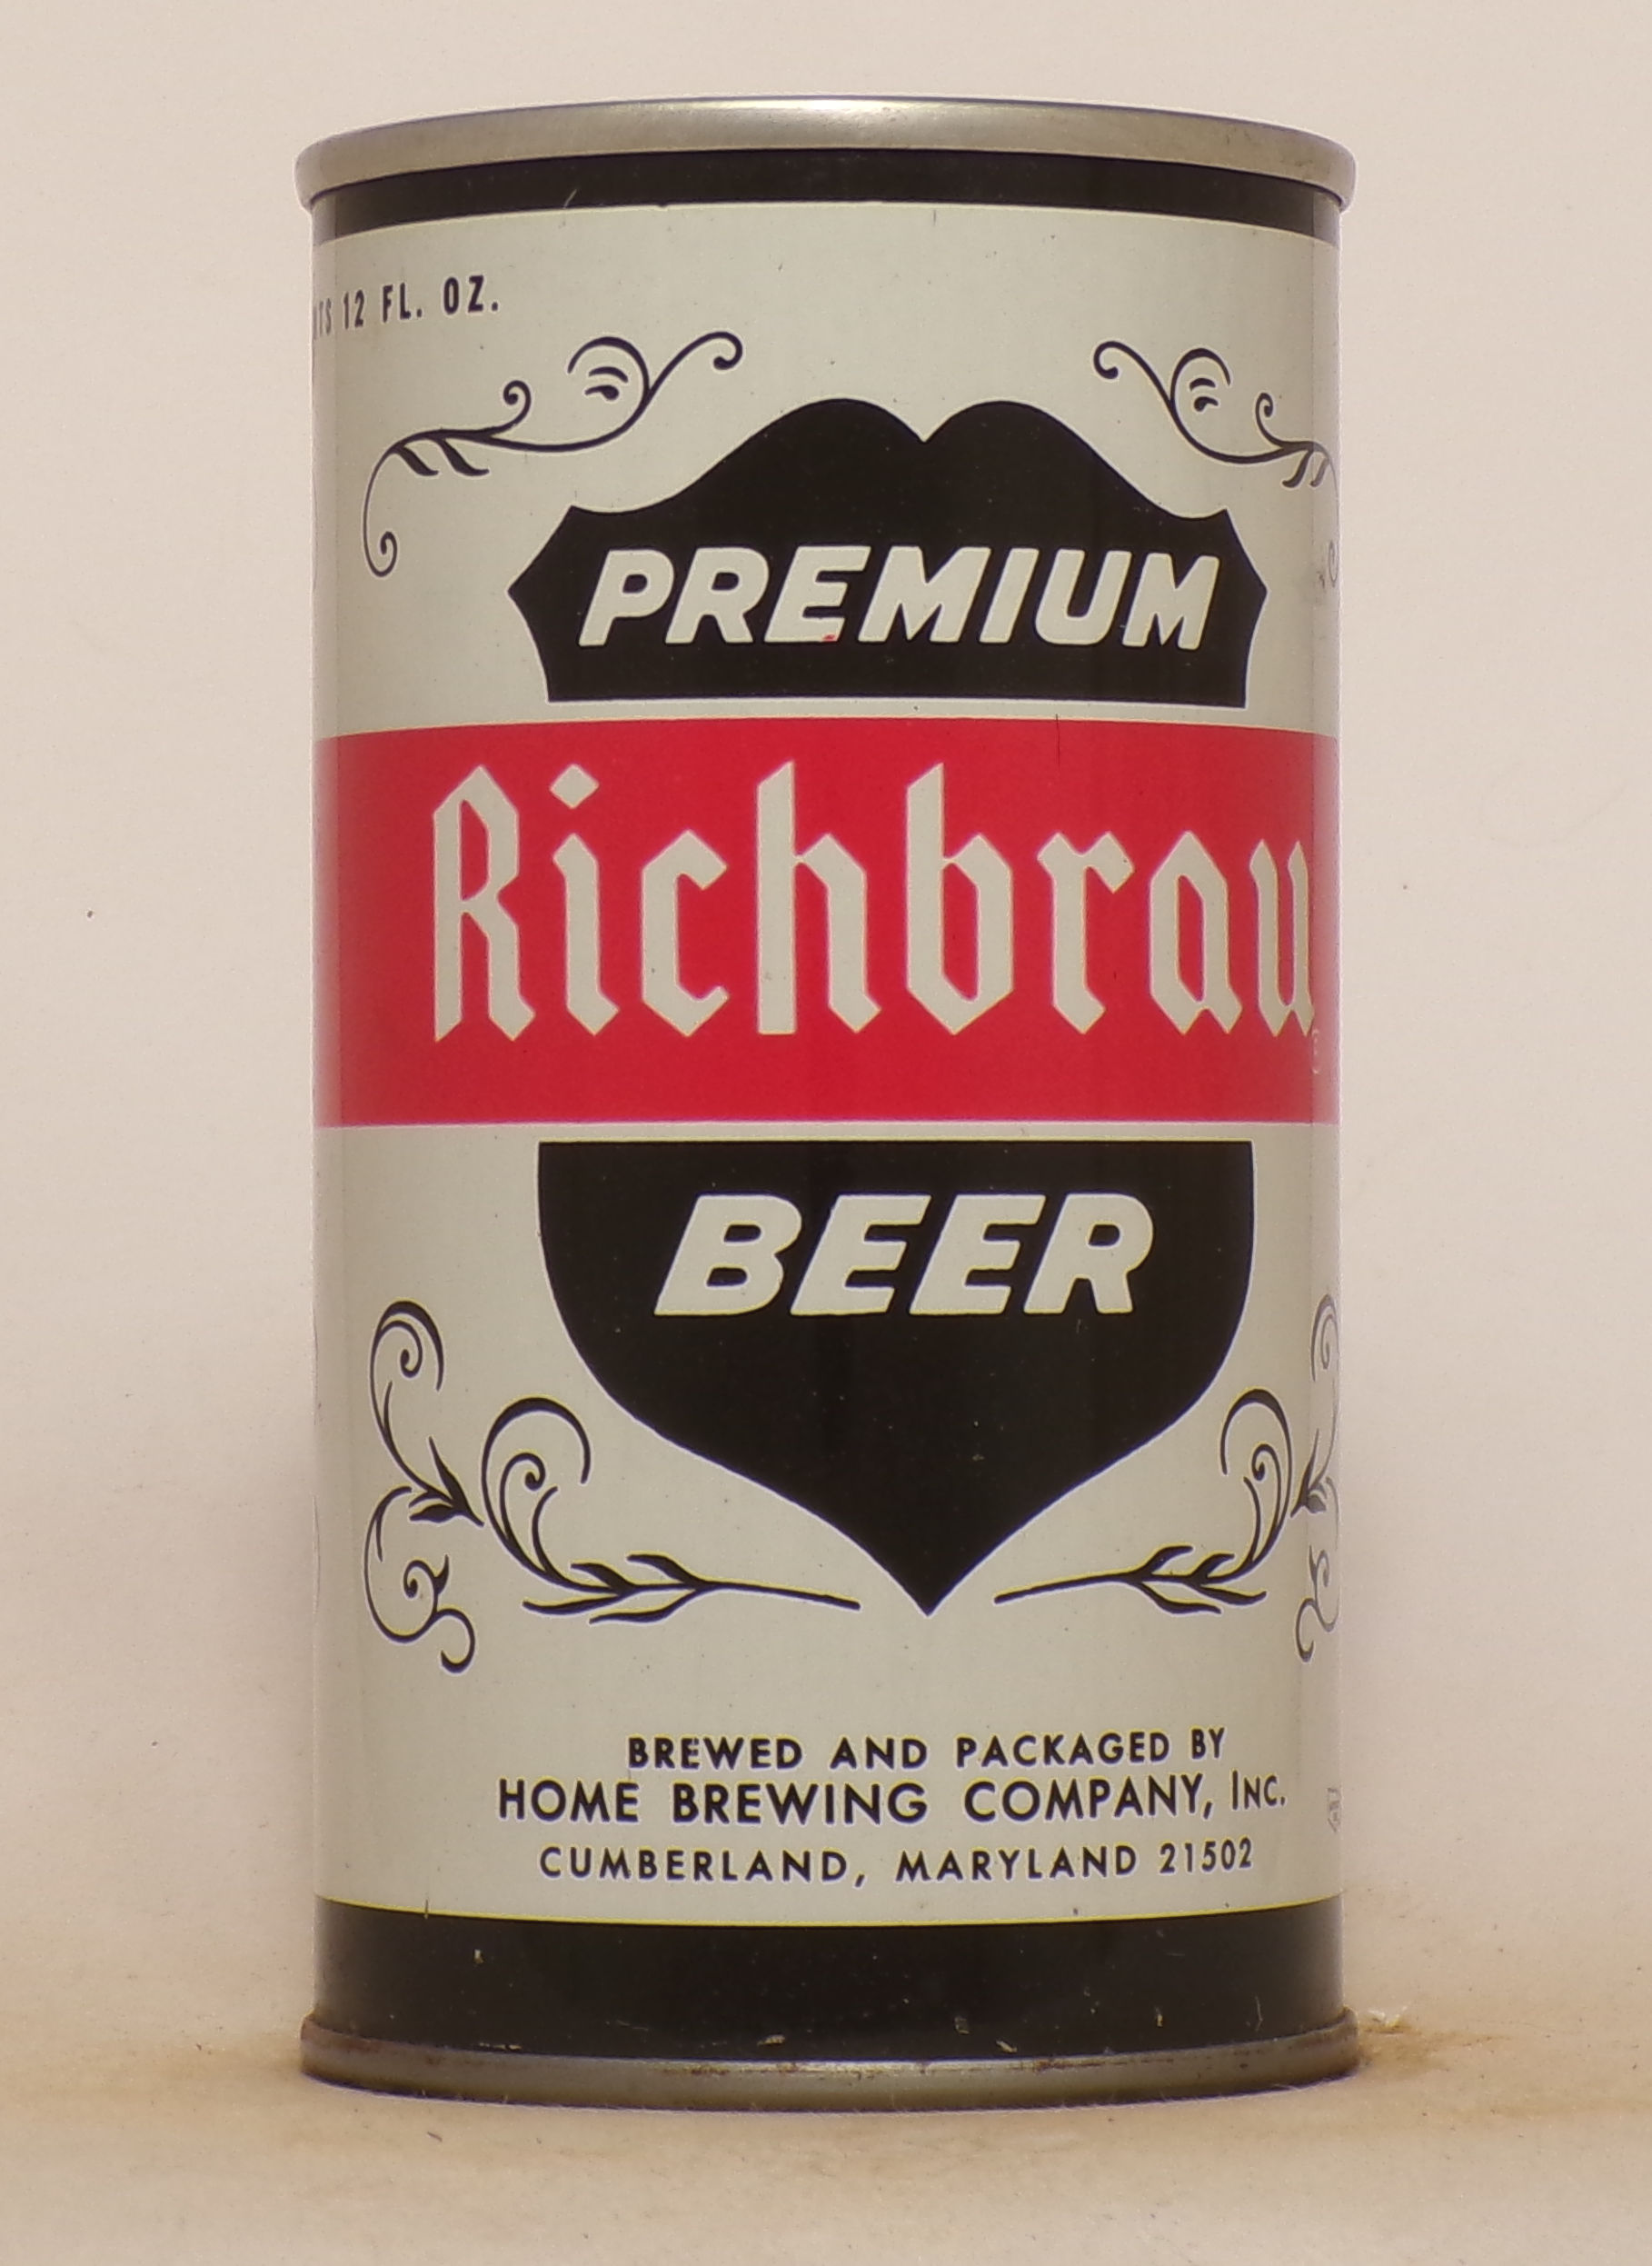 12 FL. OZ.
PREMIUM
Richbrau
BEER
BREWED AND PACKAGED BY
HOME BREWING COMPANY, INC.
CUMBERLAND, MARYLAND 21502